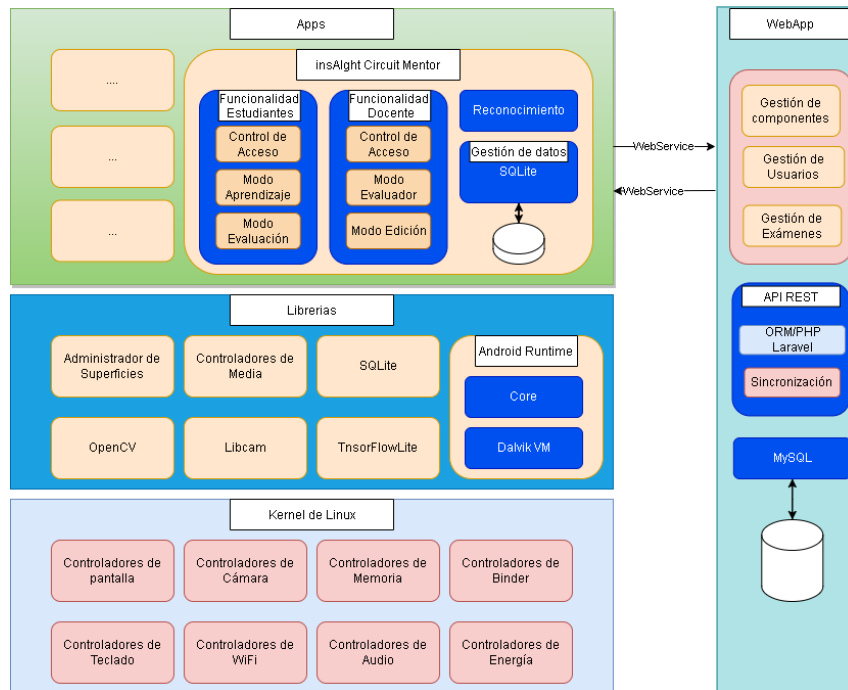 Apps
....
...
...
insAIght Circuit Mentor
Funcionalidad
Estudiantes
Control de
Acceso
Modo
Aprendizaje
Modo
Evaluación
Funcionalidad
Docente
Control de
Acceso
Modo
Evaluador
Modo Edición
Reconocimiento
Gestión de datos
SQLite
WebService
WebService
WebApp
Gestión de
componentes
Gestión de
Usuarios
Gestión de
Exámenes
API REST
ORM/PHP
Laravel
Sincronización
MySQL
Librerias
Administrador de
Superficies
Controladores de
Media
SQLite
OpenCV
Libcam
TnsorFlowLite
Android Runtime
Core
Dalvik VM
Kernel de Linux
Controladores de
pantalla
Controladores de
Cámara
Controladores de
Memoria
Controladores de
Binder
Controladores de
Teclado
Controladores de
WiFi
Controladores de
Audio
Controladores de
Energía